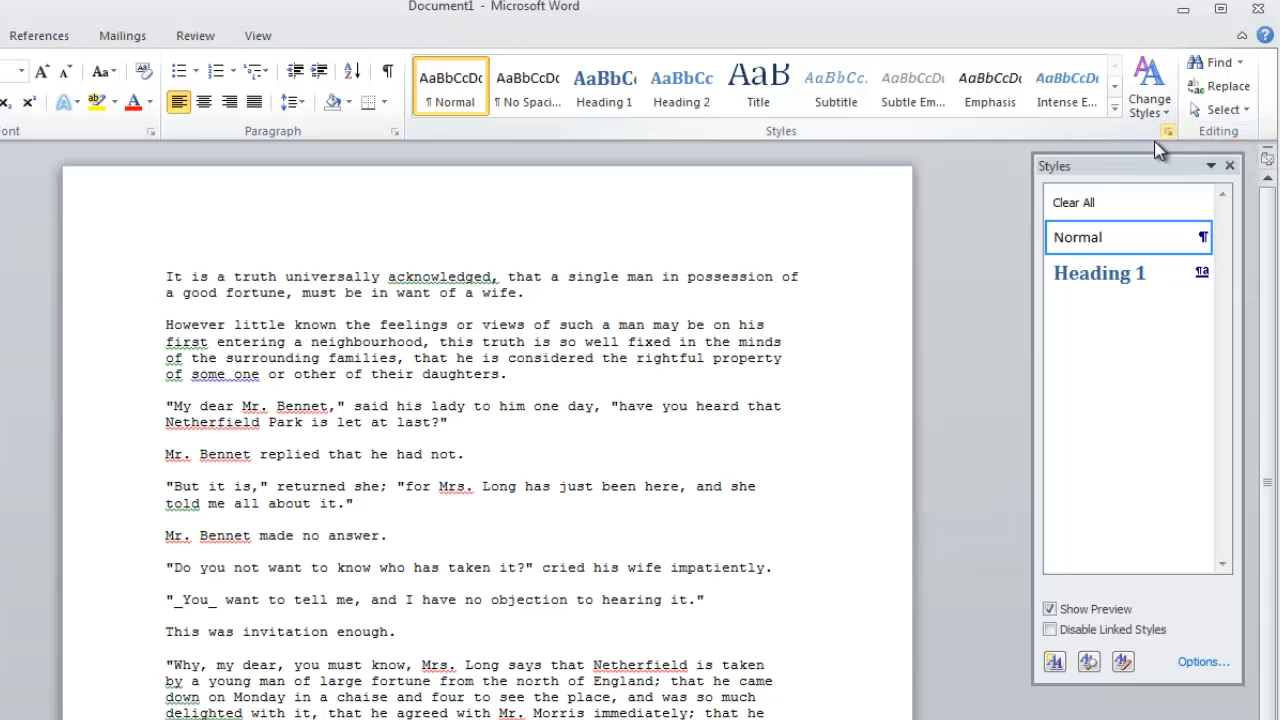 Document1 - Microsoft Word
References Mailings Review View
Aa
AaBbCcDc AaBbCcDc AaBbC AaBbCc AaB AaBbCc. AaBbCcDc AaBbCcDc AaBbCcDc
¶ Normal ¶ No Spaci... Heading 1 Heading 2 Title Subtitle Subtle Em... Emphasis Intense E...
Change
Styles
Find
Replace
Select
ont Paragraph Styles Editing
Styles
Clear All
Normal ¶
Heading 1 ¶a
Show Preview
Disable Linked Styles
Options...
It is a truth universally acknowledged, that a single man in possession of
a good fortune, must be in want of a wife.
However little known the feelings or views of such a man may be on his
first entering a neighbourhood, this truth is so well fixed in the minds
of the surrounding families, that he is considered the rightful property
of some one or other of their daughters.
"My dear Mr. Bennet," said his lady to him one day, "have you heard that
Netherfield Park is let at last?"
Mr. Bennet replied that he had not.
"But it is," returned she; "for Mrs. Long has just been here, and she
told me all about it."
Mr. Bennet made no answer.
"Do you not want to know who has taken it?" cried his wife impatiently.
"_You_ want to tell me, and I have no objection to hearing it."
This was invitation enough.
"Why, my dear, you must know, Mrs. Long says that Netherfield is taken
by a young man of large fortune from the north of England; that he came
down on Monday in a chaise and four to see the place, and was so much
delighted with it, that he agreed with Mr. Morris immediately; that he